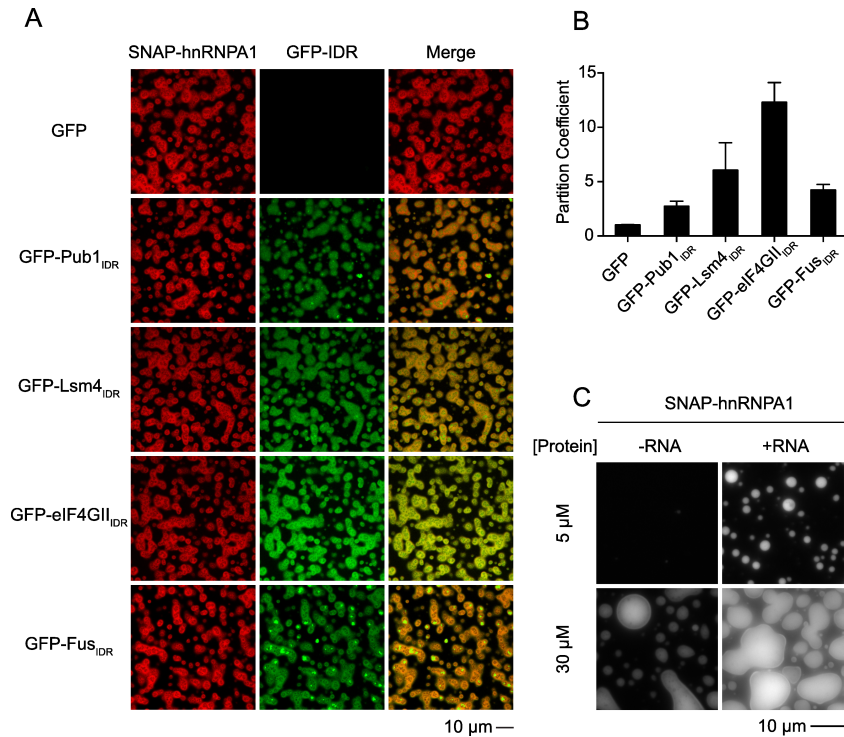 A
SNAP-hnRNPA1 GFP-IDR Merge
GFP
GFP-Pub1IDR
GFP-Lsm4IDR
GFP-eIF4GIIIDR
GFP-FusIDR
10 µm
B
Partition Coefficient
15
10
5
0
GFP
GFP-Pub1IDR
GFP-Lsm4IDR
GFP-eIF4GIIIDR
GFP-FusIDR
C
SNAP-hnRNPA1
[Protein] -RNA +RNA
5 µM
30 µM
10 µm